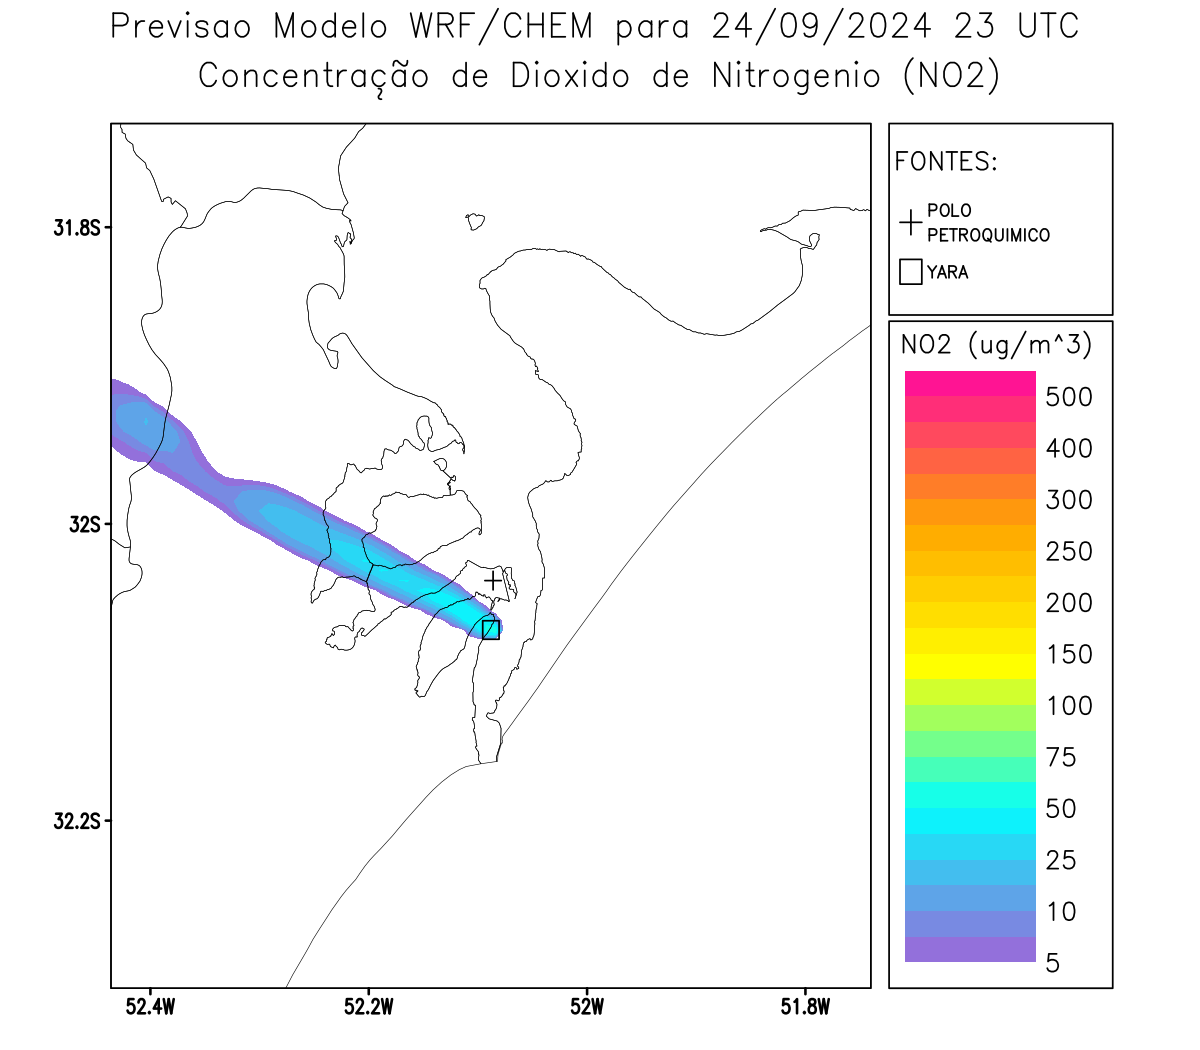 Previsao Modelo WRF/CHEM para 24/09/2024 23 UTC
Concentração de Dioxido de Nitrogenio (NO2)
FONTES:
POLO
PETROQUIMICO
YARA
31.8S
32S
32.2S
52.4W
52.2W
52W
51.8W
NO2 (ug/m^3)
500
400
300
250
200
150
100
75
50
25
10
5